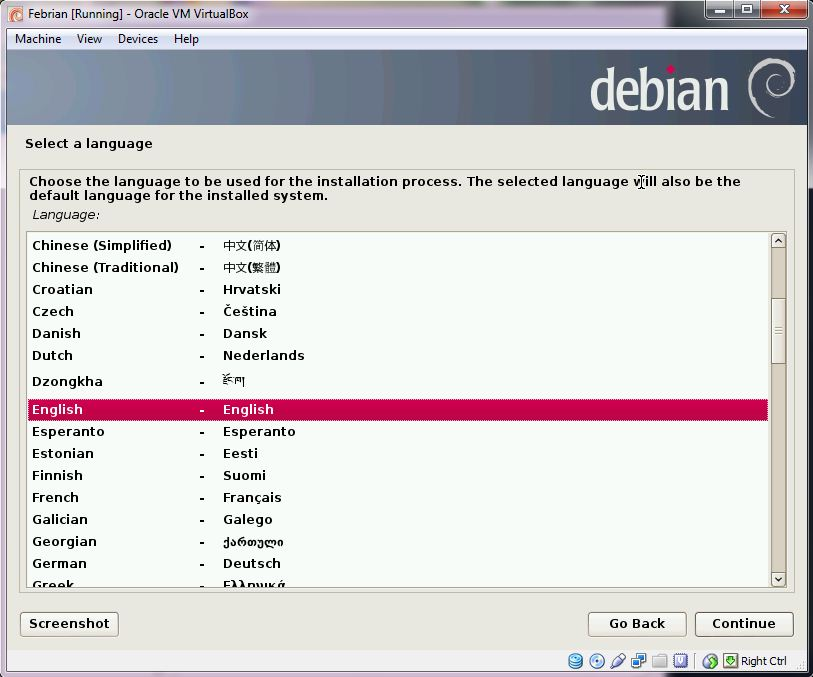 Febrian [Running] - Oracle VM VirtualBox
Machine View Devices Help
debian
Select a language
Choose the language to be used for the installation process. The selected language will also be the
default language for the installed system.
Language:
Chinese (Simplified) - 中文(简体)
Chinese (Traditional) - 中文(繁體)
Croatian - Hrvatski
Czech - Čeština
Danish - Dansk
Dutch - Nederlands
Dzongkha - རྫོང་ཁ།
English - English
Esperanto - Esperanto
Estonian - Eesti
Finnish - Suomi
French - Français
Galician - Galego
Georgian - ქართული
German - Deutsch
Greek - Ελληνικά
Screenshot Go Back Continue
Right Ctrl